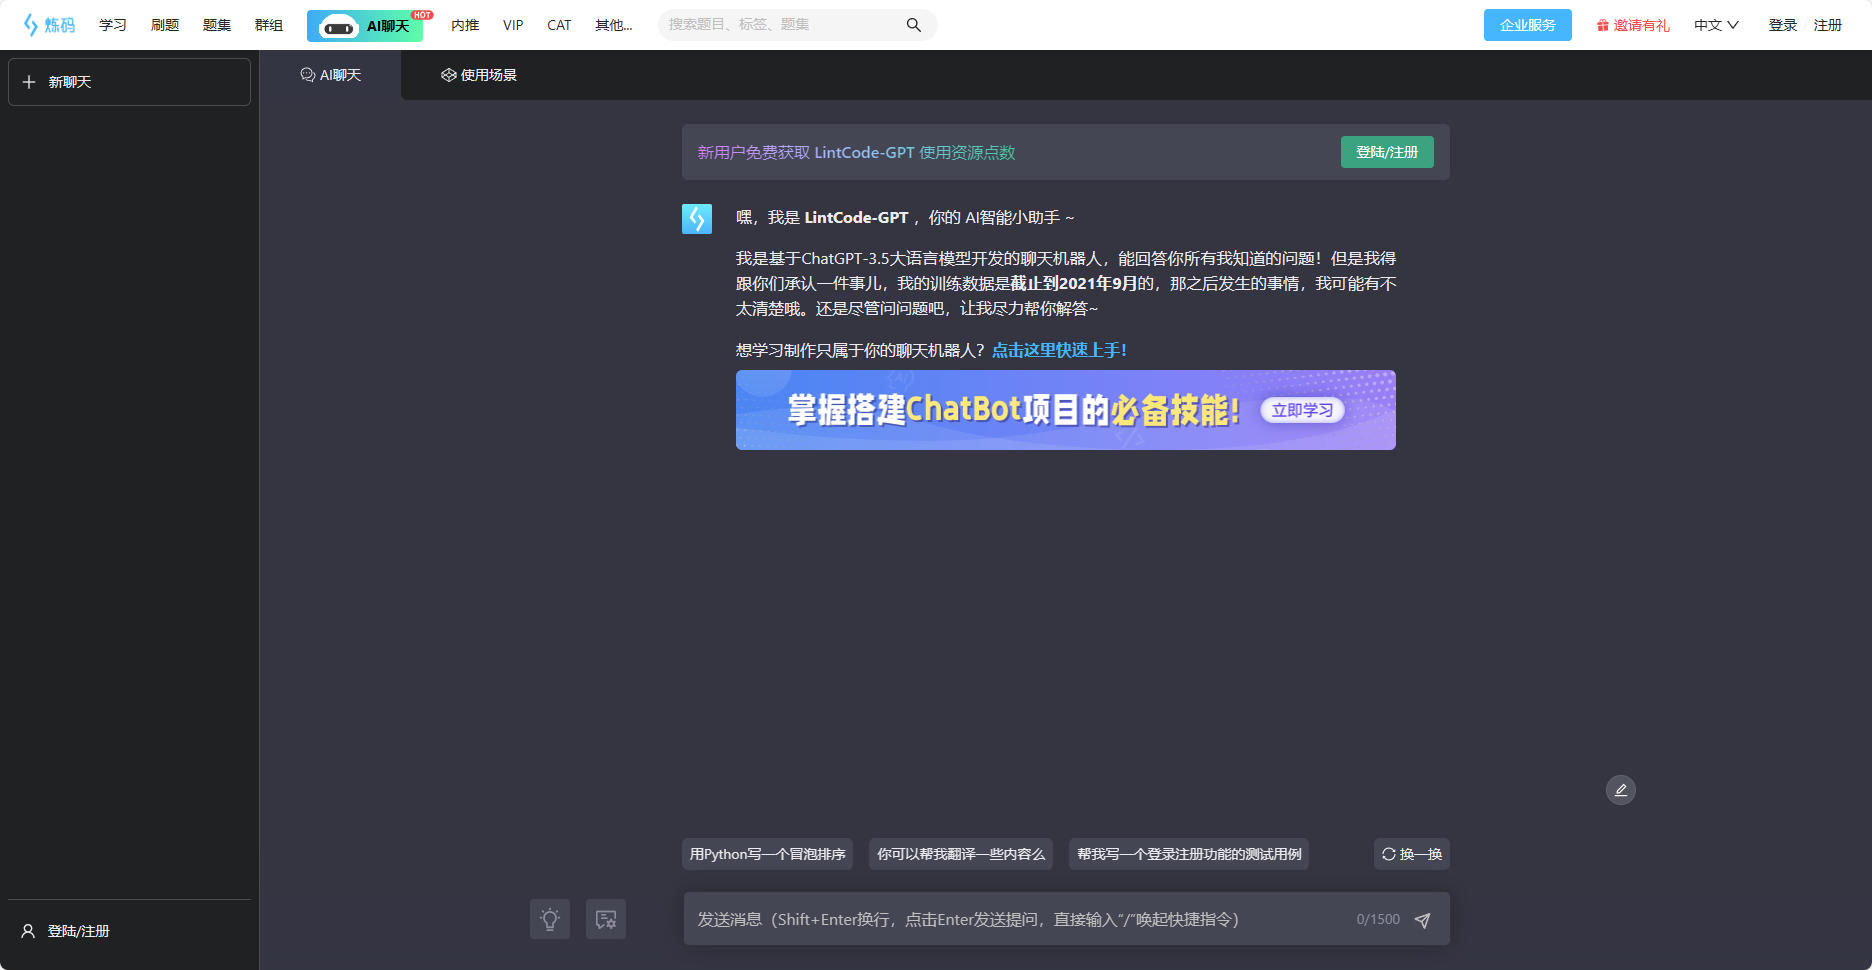 炼码 学习 刷题 题集 群组 AI聊天 HOT 内推 VIP CAT 其他... 搜索题目、标签、题集 企业服务 邀请有礼 中文 登录 注册
新聊天
AI聊天 使用场景
新用户免费获取 LintCode-GPT 使用资源点数 登陆/注册
嘿，我是 LintCode-GPT ，你的 AI智能小助手 ~
我是基于ChatGPT-3.5大语言模型开发的聊天机器人，能回答你所有我知道的问题！但是我得
跟你们承认一件事儿，我的训练数据是截止到2021年9月的，那之后发生的事情，我可能有不
太清楚哦。还是尽管问问题吧，让我尽力帮你解答~
想学习制作只属于你的聊天机器人？点击这里快速上手！
掌握搭建ChatBot项目的必备技能！ 立即学习
用Python写一个冒泡排序 你可以帮我翻译一些内容么 帮我写一个登录注册功能的测试用例 换一换
发送消息（Shift+Enter换行，点击Enter发送提问，直接输入“/”唤起快捷指令） 0/1500
登陆/注册